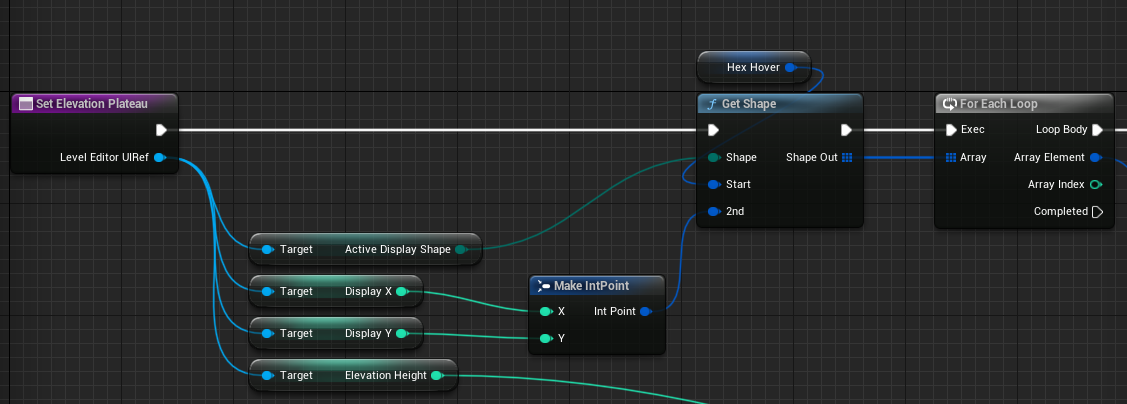 Hex Hover
Set Elevation Plateau
Level Editor UIRef
Get Shape
Shape
Shape Out
Start
2nd
For Each Loop
Exec
Loop Body
Array
Array Element
Array Index
Completed
Target
Active Display Shape
Target
Display X
Target
Display Y
Target
Elevation Height
Make IntPoint
X
Int Point
Y